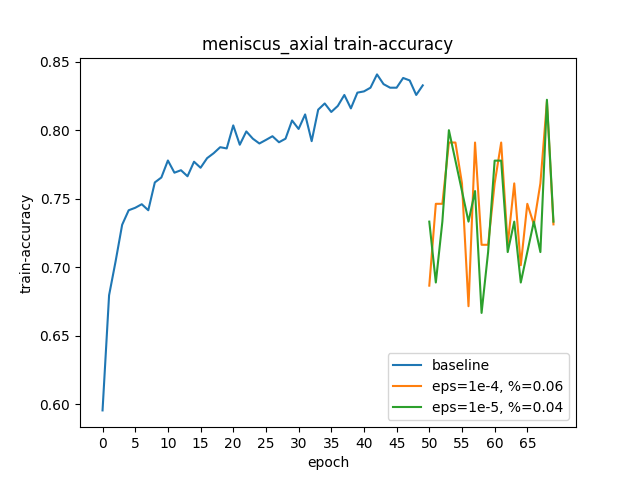 meniscus_axial train-accuracy
train-accuracy
0.85
0.80
0.75
0.70
0.65
0.60
baseline
eps=1e-4, %=0.06
eps=1e-5, %=0.04
0 5 10 15 20 25 30 35 40 45 50 55 60 65
epoch